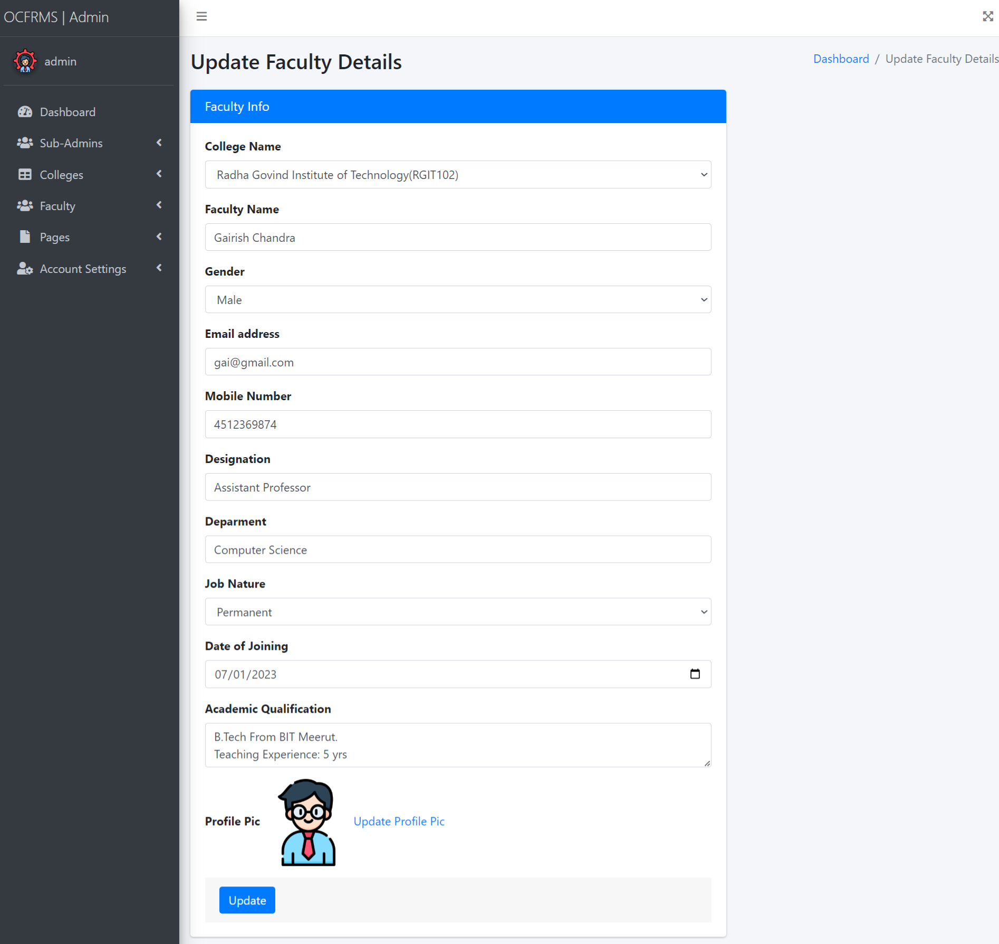 OCFRMS | Admin
admin
Dashboard
Sub-Admins
Colleges
Faculty
Pages
Account Settings
Update Faculty Details
Dashboard / Update Faculty Details
Faculty Info
College Name
Radha Govind Institute of Technology(RGIT102)
Faculty Name
Gairish Chandra
Gender
Male
Email address
gai@gmail.com
Mobile Number
4512369874
Designation
Assistant Professor
Deparment
Computer Science
Job Nature
Permanent
Date of Joining
07/01/2023
Academic Qualification
B.Tech From BIT Meerut.
Teaching Experience: 5 yrs
Profile Pic
Update Profile Pic
Update